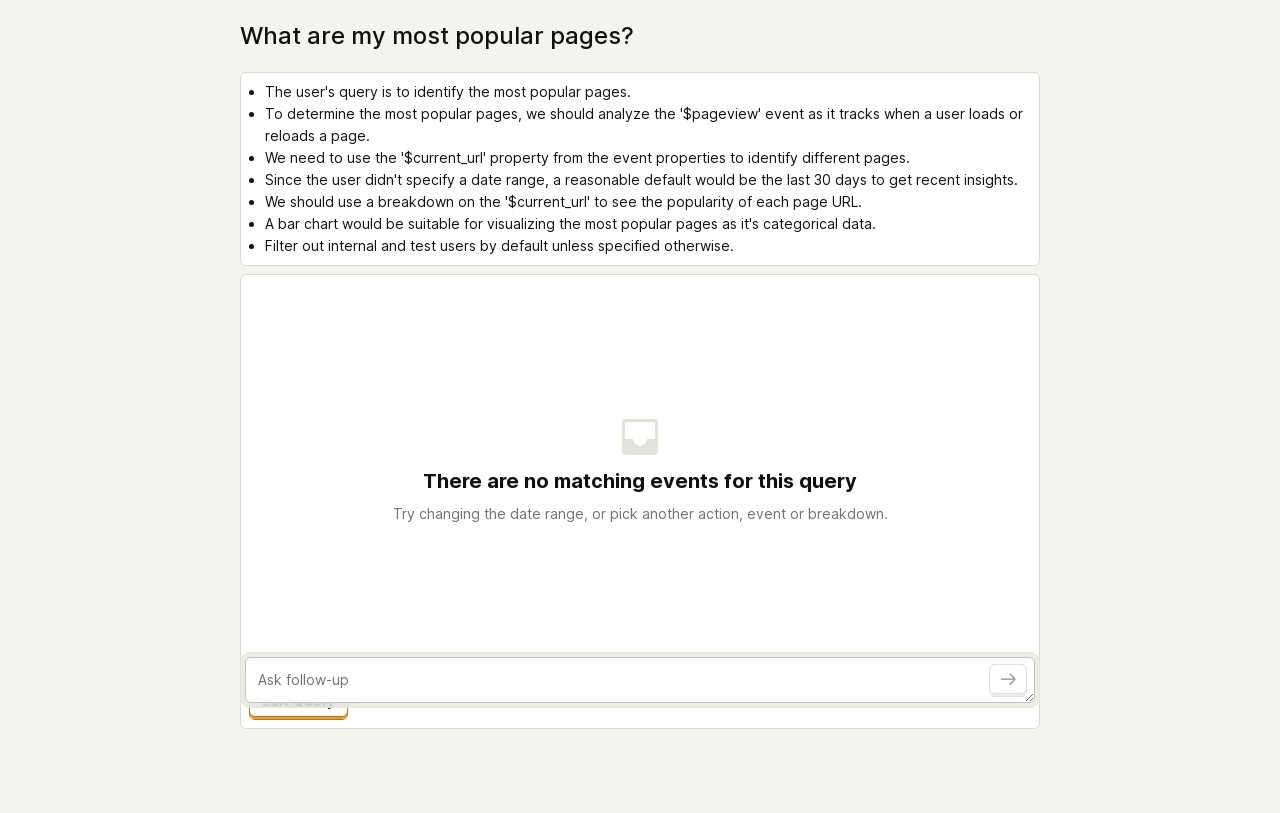 What are my most popular pages?
The user's query is to identify the most popular pages.
To determine the most popular pages, we should analyze the '$pageview' event as it tracks when a user loads or
reloads a page.
We need to use the '$current_url' property from the event properties to identify different pages.
Since the user didn't specify a date range, a reasonable default would be the last 30 days to get recent insights.
We should use a breakdown on the '$current_url' to see the popularity of each page URL.
A bar chart would be suitable for visualizing the most popular pages as it's categorical data.
Filter out internal and test users by default unless specified otherwise.
There are no matching events for this query
Try changing the date range, or pick another action, event or breakdown.
Ask follow-up
Edit Query